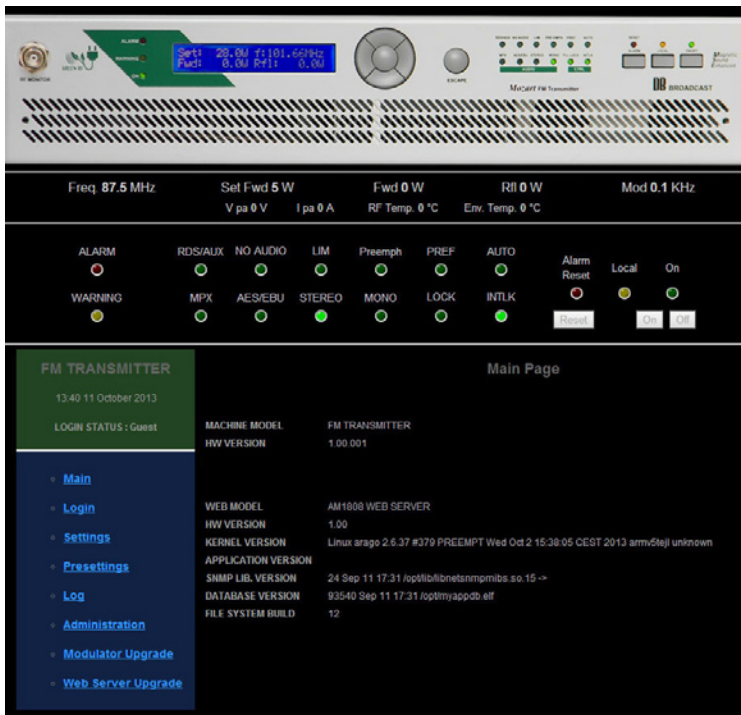 ALARM
WARNING
ON
RF MONITOR
Set: 28.0W f:101.66MHz
Fwd: 0.0W Rfl: 0.0W
ESCAPE
Mozart FM Transmitter
DB BROADCAST
Freq. 87.5 MHz Set Fwd 5 W Fwd 0 W Rfl 0 W Mod 0.1 KHz
V pa 0 V I pa 0 A RF Temp. 0 °C Env. Temp. 0 °C
ALARM RDS/AUX NO AUDIO LIM Preemph PREF AUTO
Alarm Reset Local On
WARNING MPX AES/EBU STEREO MONO LOCK INTLK
Reset On Off
FM TRANSMITTER
13:40 11 October 2013
LOGIN STATUS : Guest
Main
Login
Settings
Presettings
Log
Administration
Modulator Upgrade
Web Server Upgrade
Main Page
MACHINE MODEL FM TRANSMITTER
HW VERSION 1.00.001
WEB MODEL AM1808 WEB SERVER
HW VERSION 1.00
KERNEL VERSION Linux arago 2.6.37 #379 PREEMPT Wed Oct 2 15:38:05 CEST 2013 armv5tejl unknown
APPLICATION VERSION
SNMP LIB. VERSION 24 Sep 11 17:31 /opt/lib/libnetsnmpmibs.so.15 ->
DATABASE VERSION 93540 Sep 11 17:31 /opt/myappdb.elf
FILE SYSTEM BUILD 12